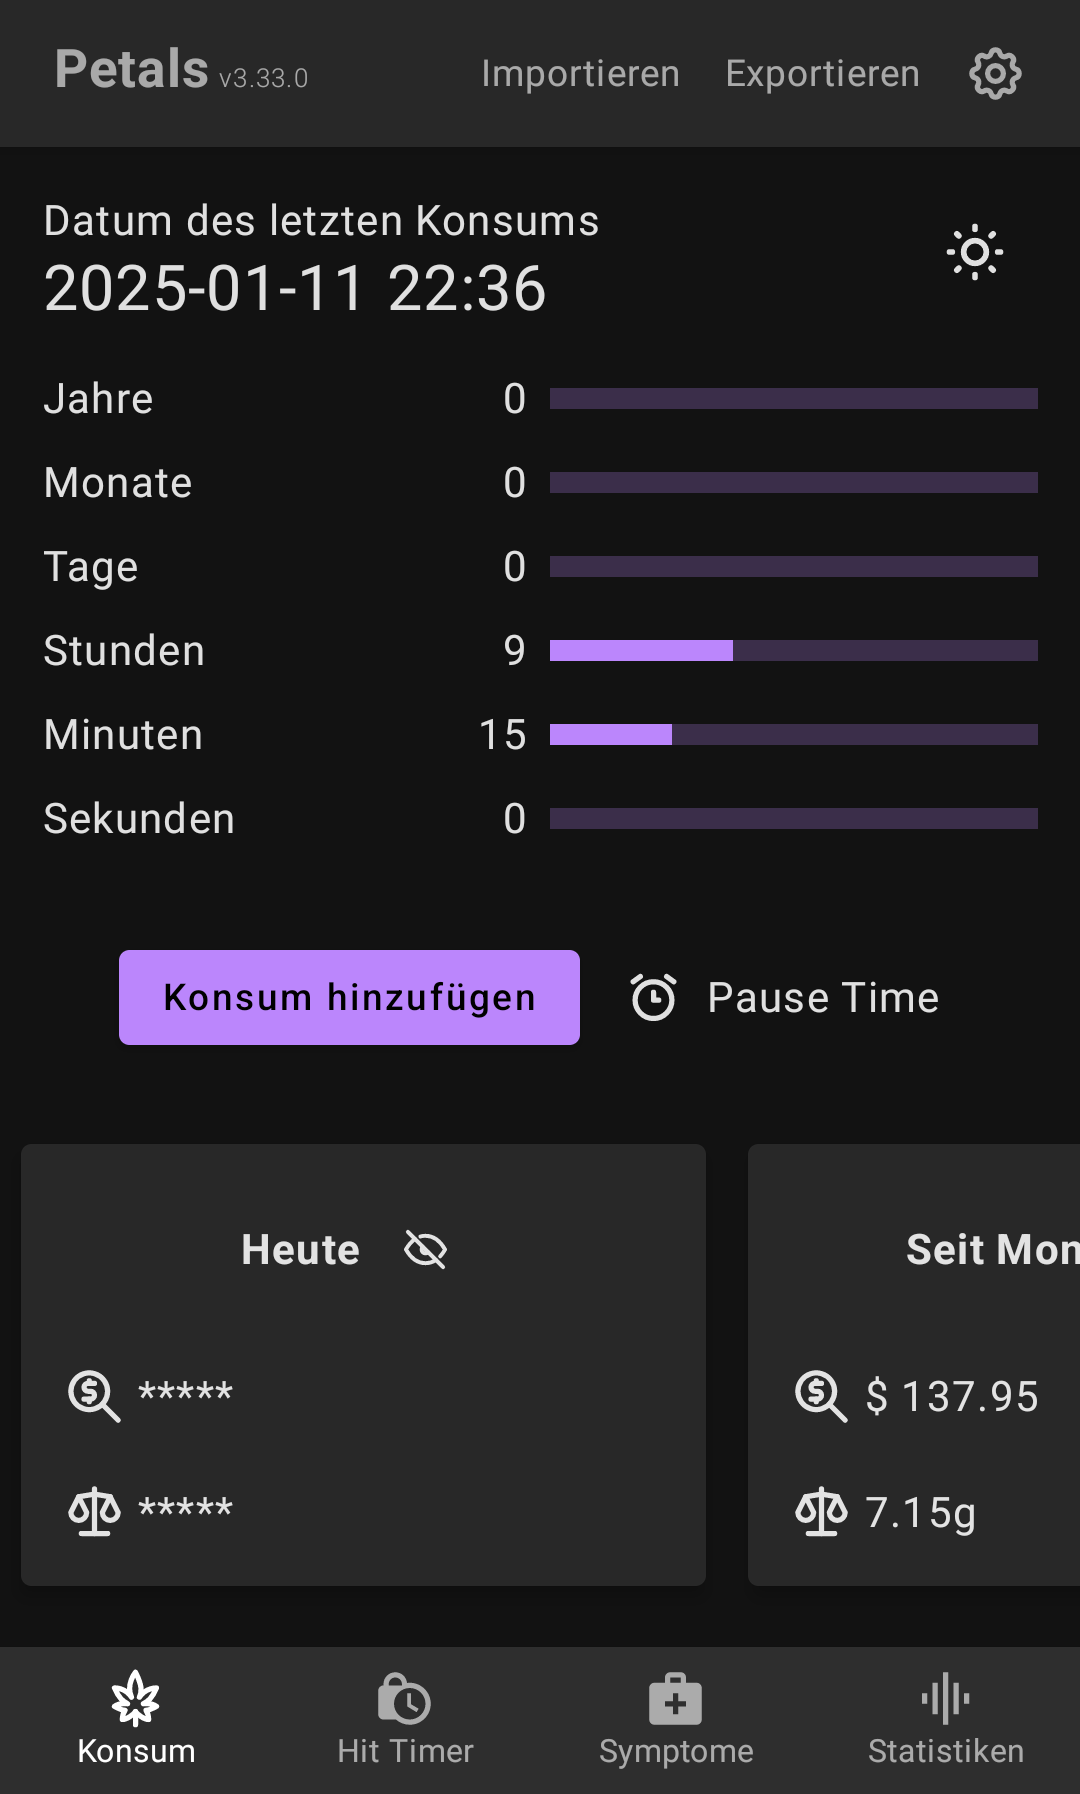 Petals v3.33.0 Importieren Exportieren
Datum des letzten Konsums
2025-01-11 22:36
Jahre 0
Monate 0
Tage 0
Stunden 9
Minuten 15
Sekunden 0
Konsum hinzufügen Pause Time
Heute
*****
*****
Seit Mon
$ 137.95
7.15g
Konsum Hit Timer Symptome Statistiken